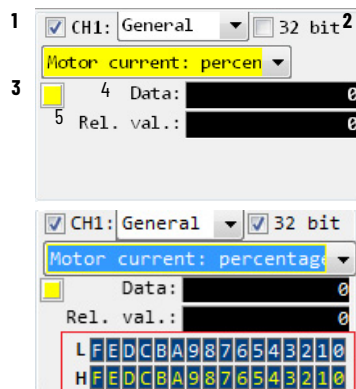 1 CH1: General 32 bit 2
Motor current: percen
3 4 Data: 0
5 Rel. val.: 0
CH1: General 32 bit
Motor current: percentage
Data: 0
Rel. val.: 0
L FEDCBA9876543210
H FEDCBA9876543210